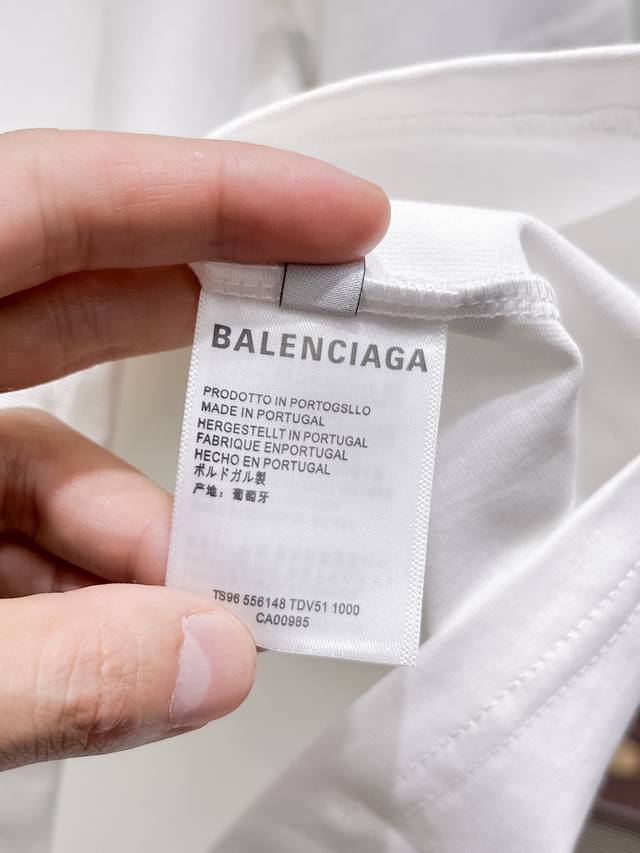 BALENCIAGA
PRODOTTO IN PORTOGSLLO
MADE IN PORTUGAL
HERGESTELLT IN PORTUGAL
FABRIQUE ENPORTUGAL
HECHO EN PORTUGAL
ポルドガル製
产地：葡萄牙
TS96 556148 TDV51 1000
CA00985